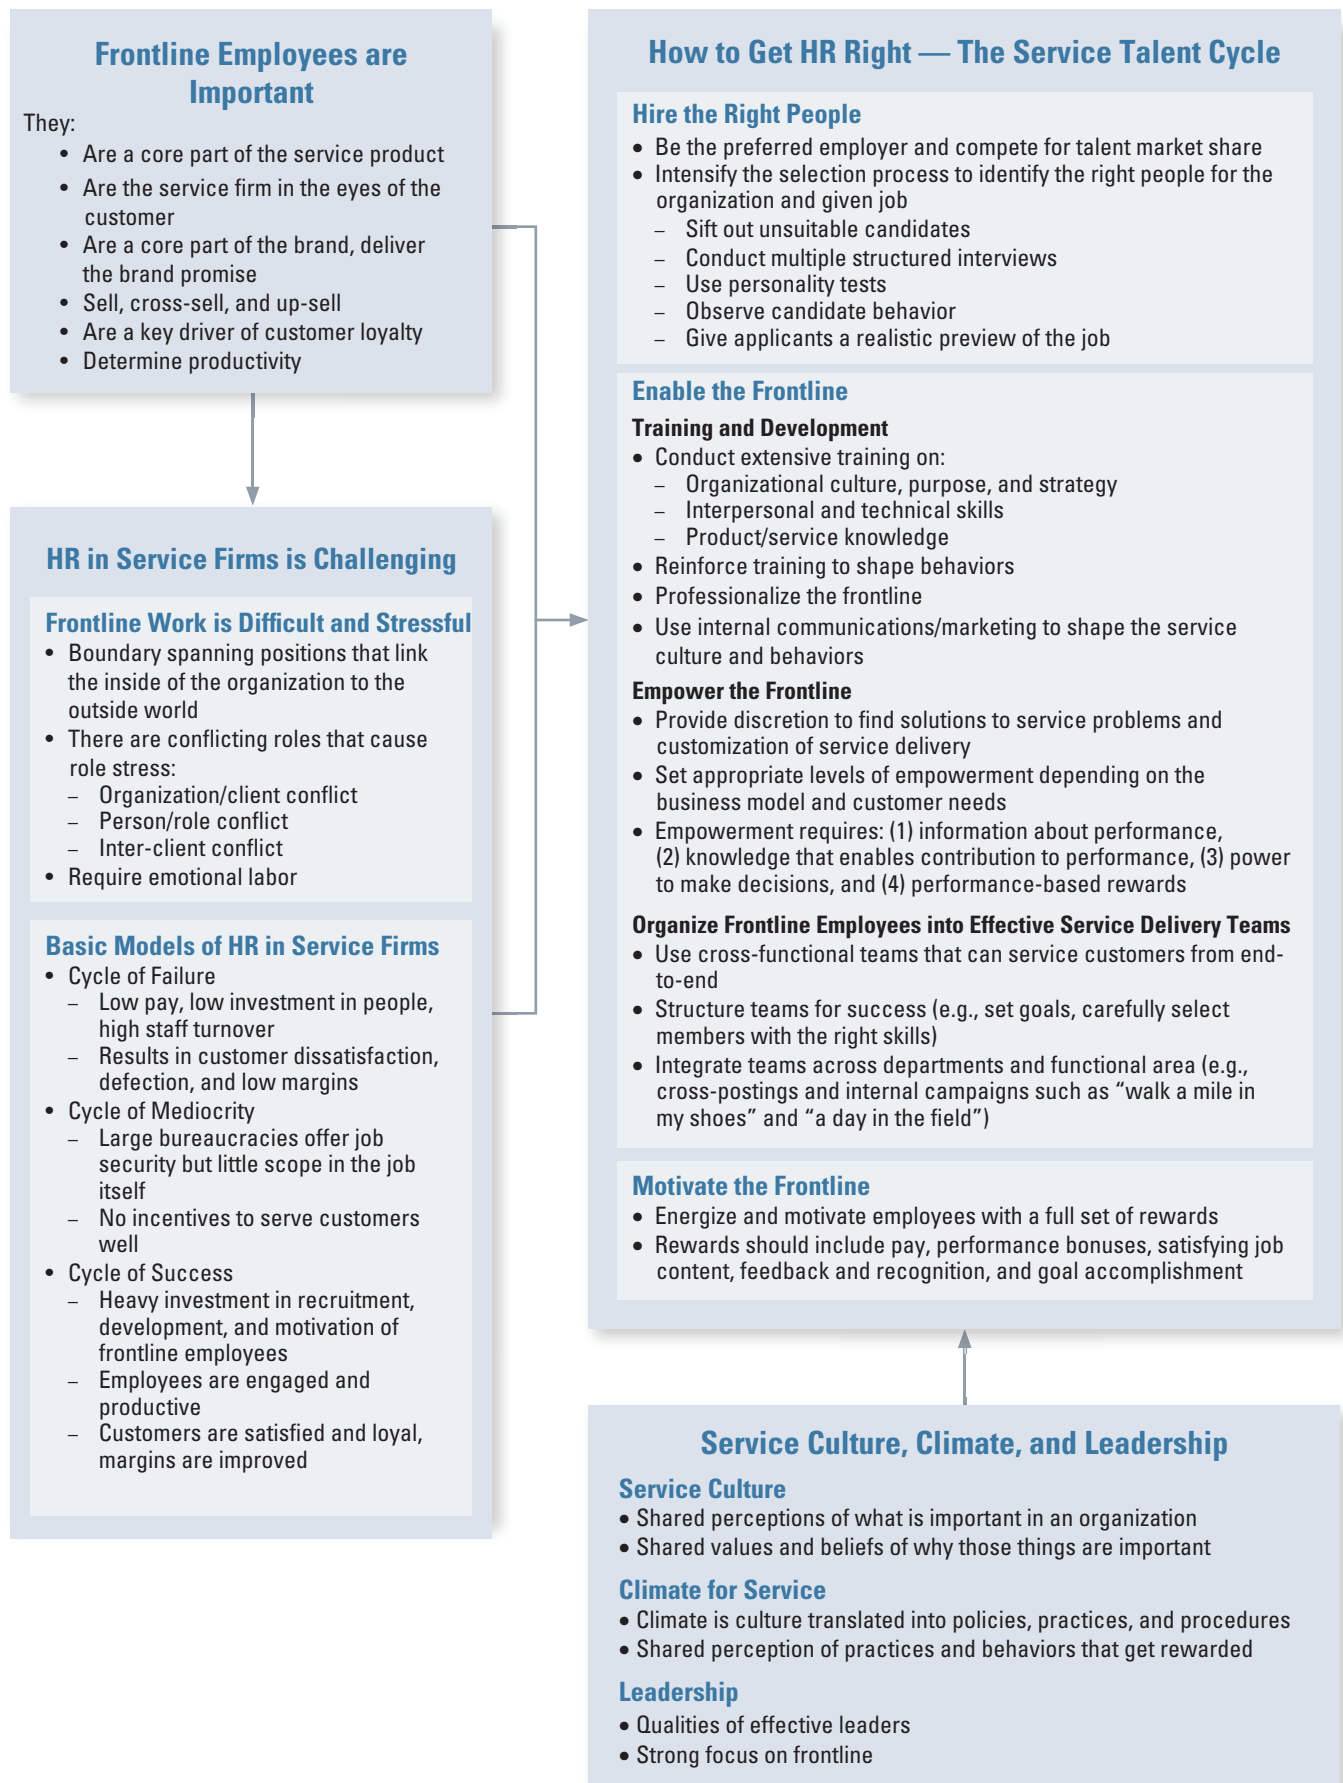 Frontline Employees are
Important
They:
• Are a core part of the service product
• Are the service firm in the eyes of the
customer
• Are a core part of the brand, deliver
the brand promise
• Sell, cross-sell, and up-sell
• Are a key driver of customer loyalty
• Determine productivity
HR in Service Firms is Challenging
Frontline Work is Difficult and Stressful
• Boundary spanning positions that link
the inside of the organization to the
outside world
• There are conflicting roles that cause
role stress:
– Organization/client conflict
– Person/role conflict
– Inter-client conflict
• Require emotional labor
Basic Models of HR in Service Firms
• Cycle of Failure
– Low pay, low investment in people,
high staff turnover
– Results in customer dissatisfaction,
defection, and low margins
• Cycle of Mediocrity
– Large bureaucracies offer job
security but little scope in the job
itself
– No incentives to serve customers
well
• Cycle of Success
– Heavy investment in recruitment,
development, and motivation of
frontline employees
– Employees are engaged and
productive
– Customers are satisfied and loyal,
margins are improved
How to Get HR Right — The Service Talent Cycle
Hire the Right People
• Be the preferred employer and compete for talent market share
• Intensify the selection process to identify the right people for the
organization and given job
– Sift out unsuitable candidates
– Conduct multiple structured interviews
– Use personality tests
– Observe candidate behavior
– Give applicants a realistic preview of the job
Enable the Frontline
Training and Development
• Conduct extensive training on:
– Organizational culture, purpose, and strategy
– Interpersonal and technical skills
– Product/service knowledge
• Reinforce training to shape behaviors
• Professionalize the frontline
• Use internal communications/marketing to shape the service
culture and behaviors
Empower the Frontline
• Provide discretion to find solutions to service problems and
customization of service delivery
• Set appropriate levels of empowerment depending on the
business model and customer needs
• Empowerment requires: (1) information about performance,
(2) knowledge that enables contribution to performance, (3) power
to make decisions, and (4) performance-based rewards
Organize Frontline Employees into Effective Service Delivery Teams
• Use cross-functional teams that can service customers from end-
to-end
• Structure teams for success (e.g., set goals, carefully select
members with the right skills)
• Integrate teams across departments and functional area (e.g.,
cross-postings and internal campaigns such as “walk a mile in
my shoes” and “a day in the field”)
Motivate the Frontline
• Energize and motivate employees with a full set of rewards
• Rewards should include pay, performance bonuses, satisfying job
content, feedback and recognition, and goal accomplishment
Service Culture, Climate, and Leadership
Service Culture
• Shared perceptions of what is important in an organization
• Shared values and beliefs of why those things are important
Climate for Service
• Climate is culture translated into policies, practices, and procedures
• Shared perception of practices and behaviors that get rewarded
Leadership
• Qualities of effective leaders
• Strong focus on frontline